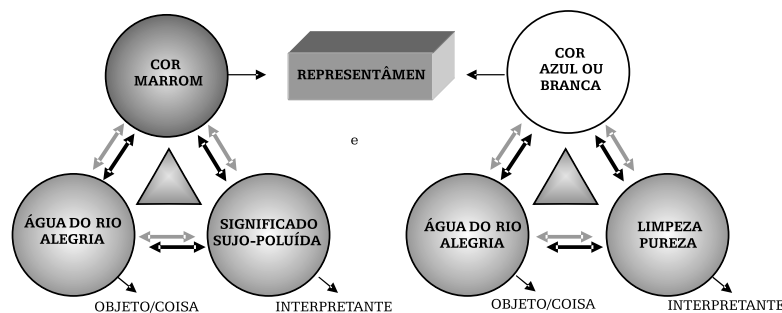 COR
MARROM
REPRESENTÂMEN
COR
AZUL OU
BRANCA
e
ÁGUA DO RIO
ALEGRIA
SIGNIFICADO
SUJO-POLUÍDA
ÁGUA DO RIO
ALEGRIA
LIMPEZA
PUREZA
OBJETO/COISA
INTERPRETANTE
OBJETO/COISA
INTERPRETANTE